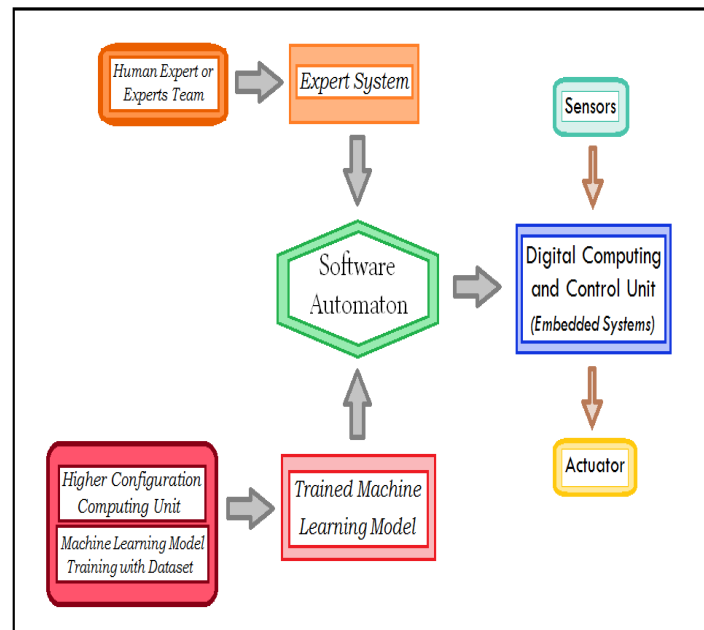 Human Expert or
Experts Team
Expert System
Sensors
Software
Automaton
Digital Computing
and Control Unit
(Embedded Systems)
Higher Configuration
Computing Unit
Machine Learning Model
Training with Dataset
Trained Machine
Learning Model
Actuator